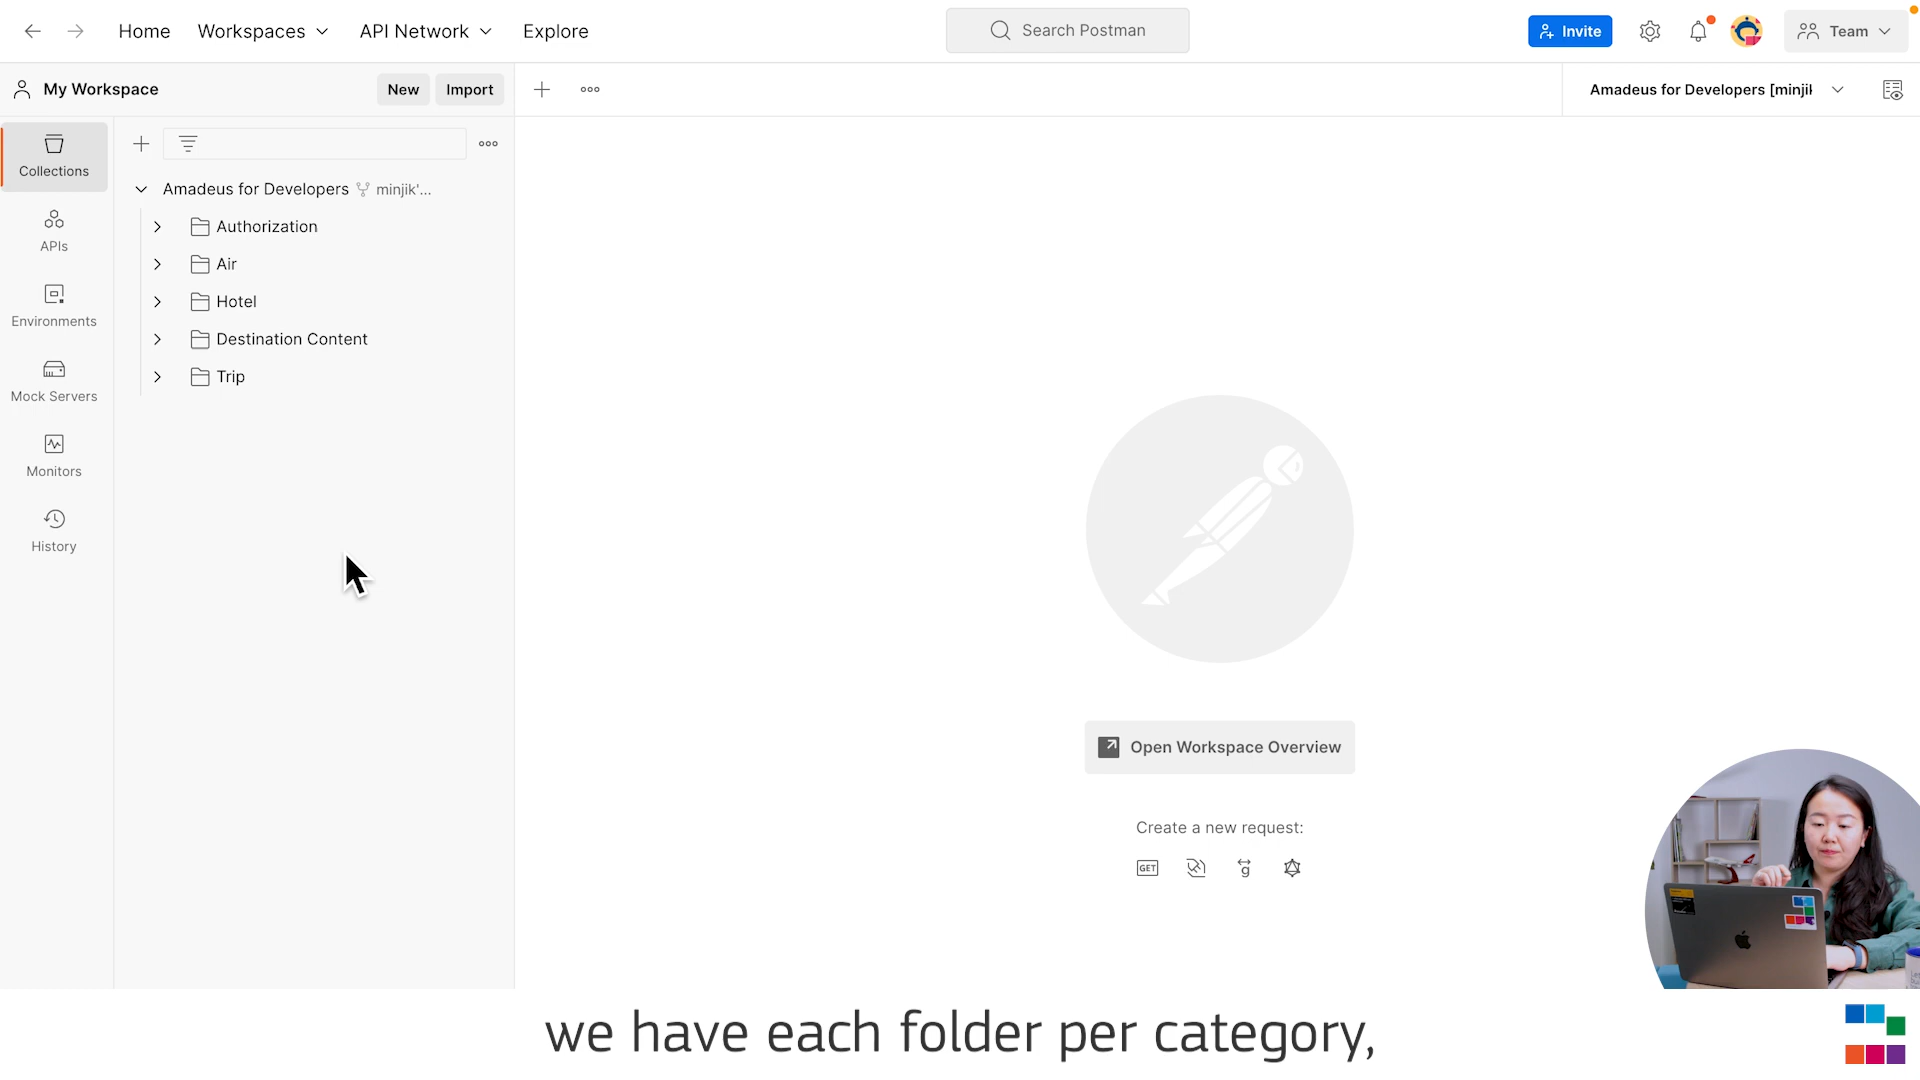 Home Workspaces API Network Explore
Search Postman
Invite
Team
My Workspace
New Import
Amadeus for Developers [minjil
Collections
Amadeus for Developers minjik'...
APIs
Authorization
Air
Environments
Hotel
Destination Content
Mock Servers
Trip
Monitors
History
Open Workspace Overview
Create a new request:
GET
g
we have each folder per category,